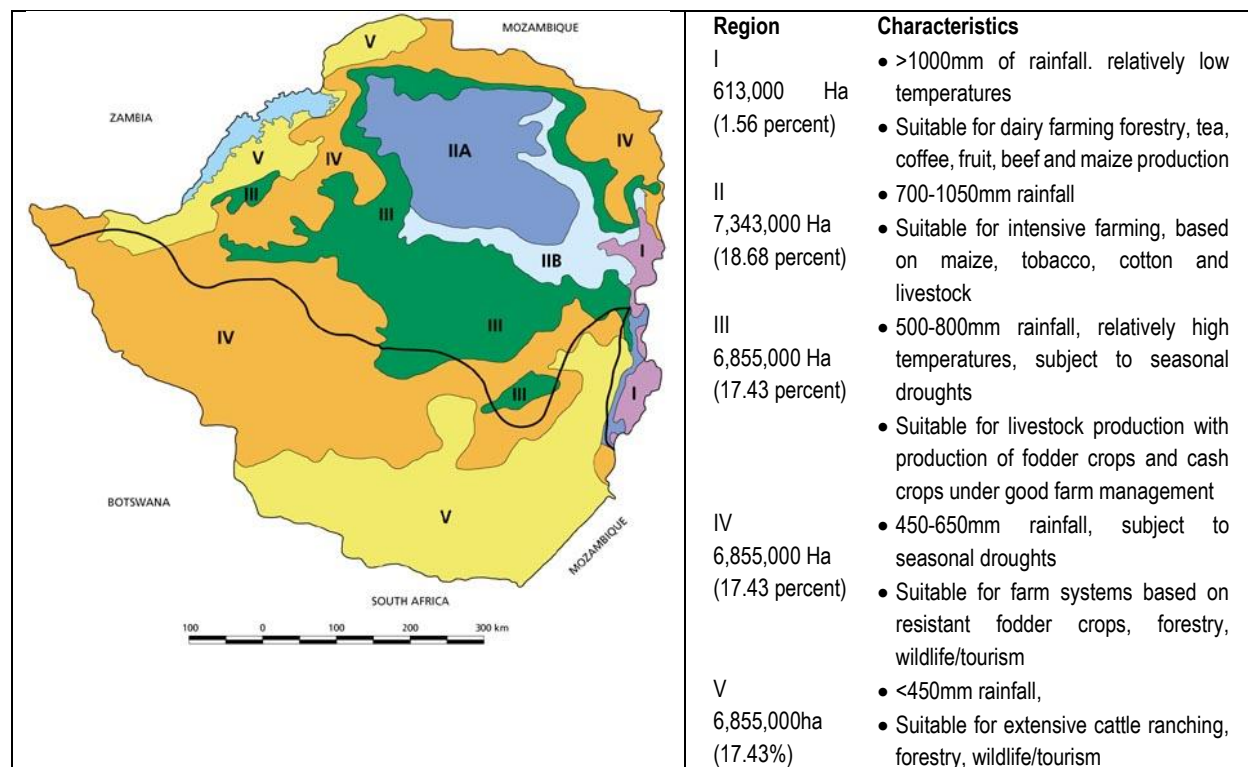 MOZAMBIQUE
ZAMBIA
V
IIA
IV
V
IV
III
III
I
IIB
IV
III
III
I
BOTSWANA
V
MOZAMBIQUE
SOUTH AFRICA
100 0 100 200 300 km
Region Characteristics
I
613,000 Ha
(1.56 percent)
• >1000mm of rainfall. relatively low
temperatures
• Suitable for dairy farming forestry, tea,
coffee, fruit, beef and maize production
II
7,343,000 Ha
(18.68 percent)
• 700-1050mm rainfall
• Suitable for intensive farming, based
on maize, tobacco, cotton and
livestock
III
6,855,000 Ha
(17.43 percent)
• 500-800mm rainfall, relatively high
temperatures, subject to seasonal
droughts
• Suitable for livestock production with
production of fodder crops and cash
crops under good farm management
IV
6,855,000 Ha
(17.43 percent)
• 450-650mm rainfall, subject to
seasonal droughts
• Suitable for farm systems based on
resistant fodder crops, forestry,
wildlife/tourism
V
6,855,000ha
(17.43%)
• <450mm rainfall,
• Suitable for extensive cattle ranching,
forestry, wildlife/tourism